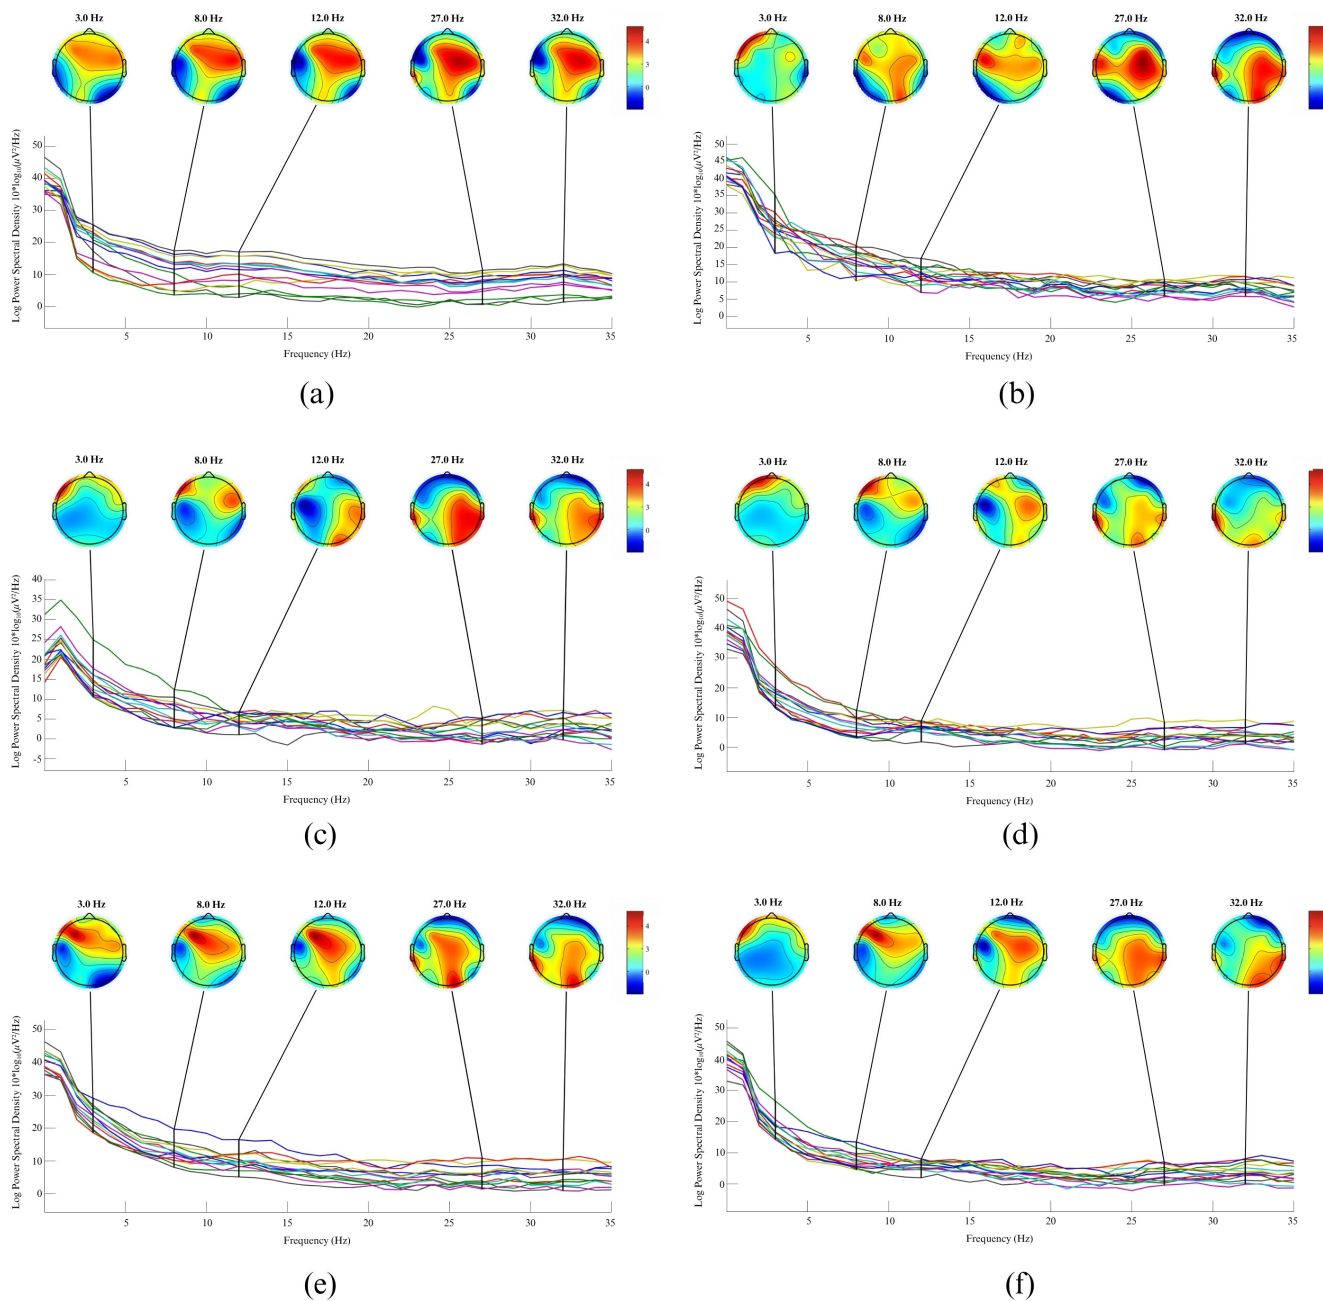 3.0 Hz 8.0 Hz 12.0 Hz 27.0 Hz 32.0 Hz
4
3
0
Log Power Spectral Density 10*log₁₀(μV²/Hz)
50
40
30
20
10
0
5 10 15 20 25 30 35
Frequency (Hz)
(a)
3.0 Hz 8.0 Hz 12.0 Hz 27.0 Hz 32.0 Hz
Log Power Spectral Density 10*log₁₀(μV²/Hz)
50
45
40
35
30
25
20
15
10
5
0
5 10 15 20 25 30 35
Frequency (Hz)
(b)
3.0 Hz 8.0 Hz 12.0 Hz 27.0 Hz 32.0 Hz
4
3
0
Log Power Spectral Density 10*log₁₀(μV²/Hz)
40
35
30
25
20
15
10
5
0
-5
5 10 15 20 25 30 35
Frequency (Hz)
(c)
3.0 Hz 8.0 Hz 12.0 Hz 27.0 Hz 32.0 Hz
Log Power Spectral Density 10*log₁₀(μV²/Hz)
50
40
30
20
10
0
5 10 15 20 25 30 35
Frequency (Hz)
(d)
3.0 Hz 8.0 Hz 12.0 Hz 27.0 Hz 32.0 Hz
4
3
0
Log Power Spectral Density 10*log₁₀(μV²/Hz)
50
40
30
20
10
0
5 10 15 20 25 30 35
Frequency (Hz)
(e)
3.0 Hz 8.0 Hz 12.0 Hz 27.0 Hz 32.0 Hz
Log Power Spectral Density 10*log₁₀(μV²/Hz)
50
40
30
20
10
0
5 10 15 20 25 30 35
Frequency (Hz)
(f)